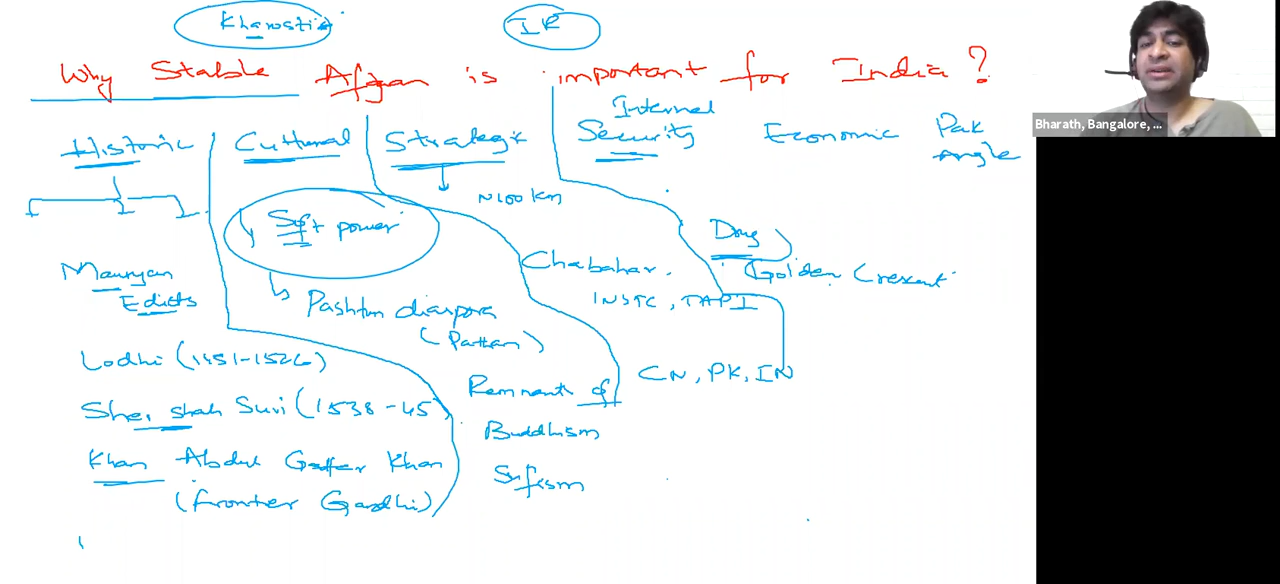 Kharosthi
IR
Why Stable Afgan is important for India?
Historic
Cultural
Strategic
Internal
Security
Economic
Pak
Angle
Bharath, Bangalore, ...
~100 km
Soft power
Drug
Golden Crescent
Mauryan
Edicts
Chabahar.
INSTC, TAPI
Pashtun diaspora
(Pathan)
Lodhi (1451-1526)
CN, PK, IN
Remnants of
Buddhism
Sufism
Sher shah Suri (1538-45)
Khan Abdul Gaffar Khan
(frontier Gandhi)